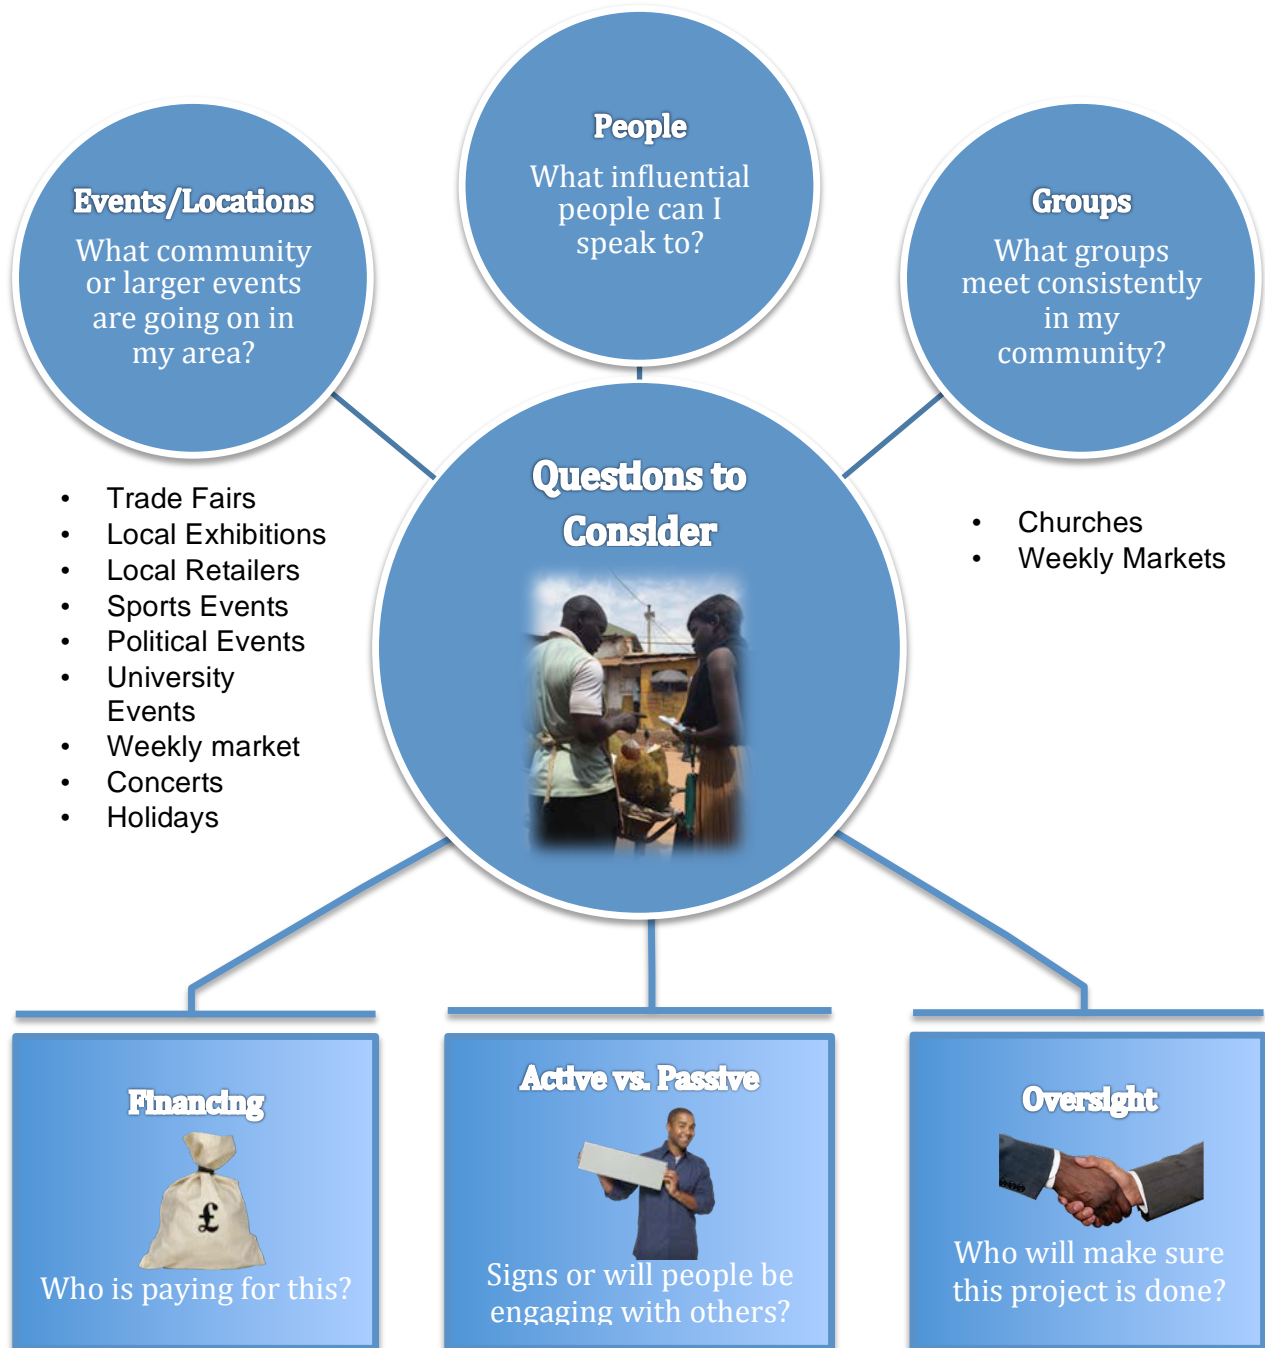 People
What influential
people can I
speak to?
Events/Locations
What community
or larger events
are going on in
my area?
Groups
What groups
meet consistently
in my
community?
Questions to
Consider
• Trade Fairs
• Local Exhibitions
• Local Retailers
• Sports Events
• Political Events
• University
Events
• Weekly market
• Concerts
• Holidays
• Churches
• Weekly Markets
Financing
£
Who is paying for this?
Active vs. Passive
Signs or will people be
engaging with others?
Oversight
Who will make sure
this project is done?